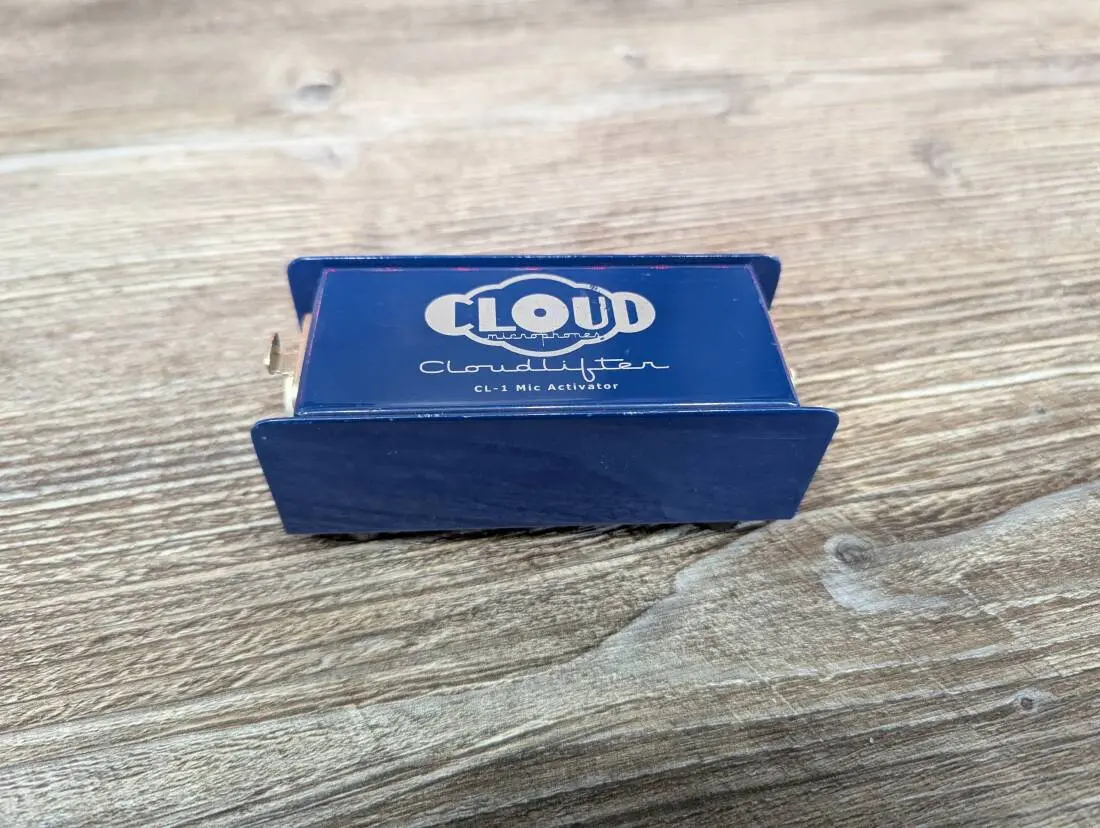 CLOUD
microphones
Cloudlifter
CL-1 Mic Activator